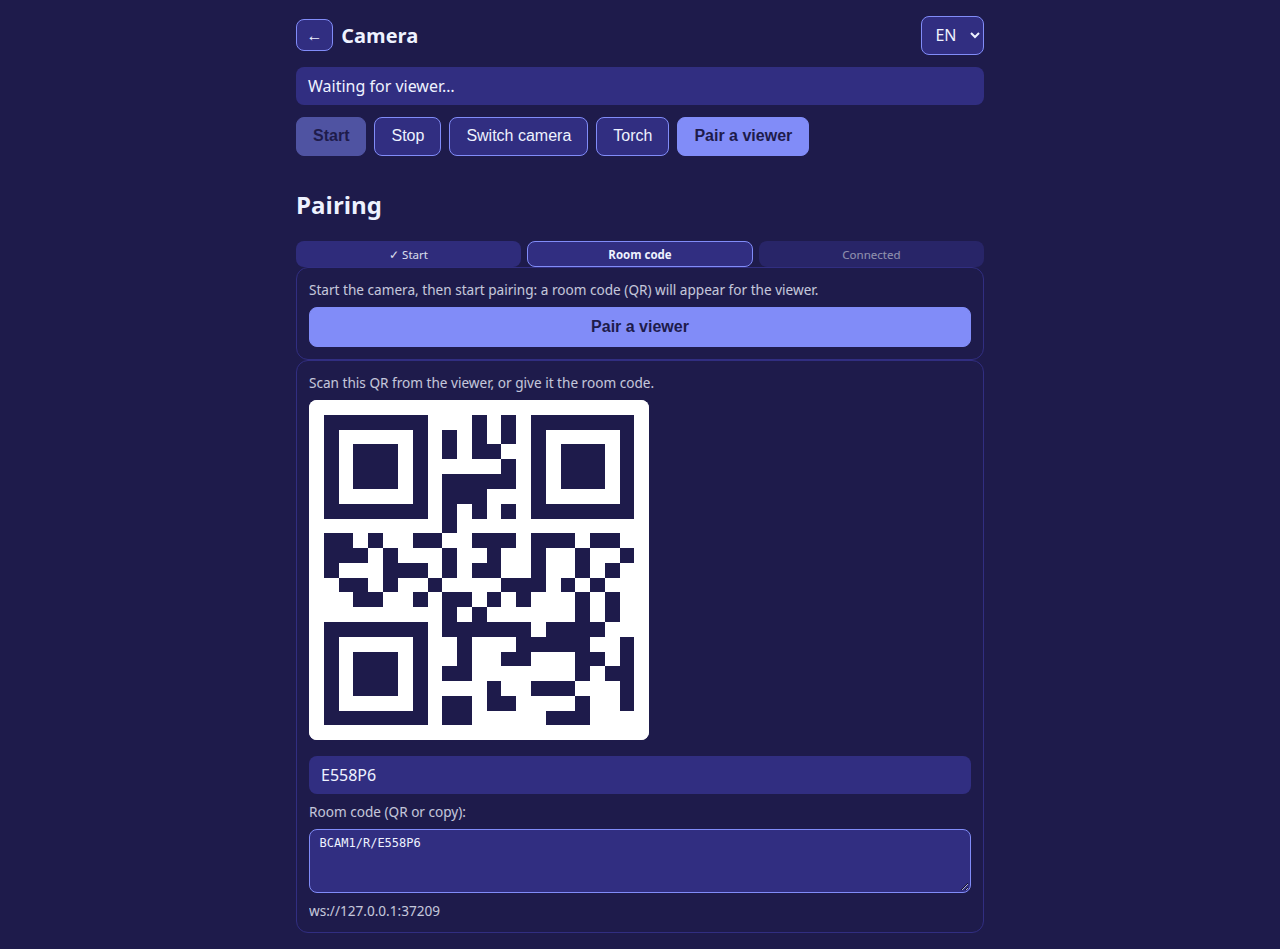 ←
Camera
EN
Waiting for viewer…
Start
Stop
Switch camera
Torch
Pair a viewer
Pairing
✓ Start
Room code
Connected
Start the camera, then start pairing: a room code (QR) will appear for the viewer.
Pair a viewer
Scan this QR from the viewer, or give it the room code.
E558P6
Room code (QR or copy):
BCAM1/R/E558P6
ws://127.0.0.1:37209